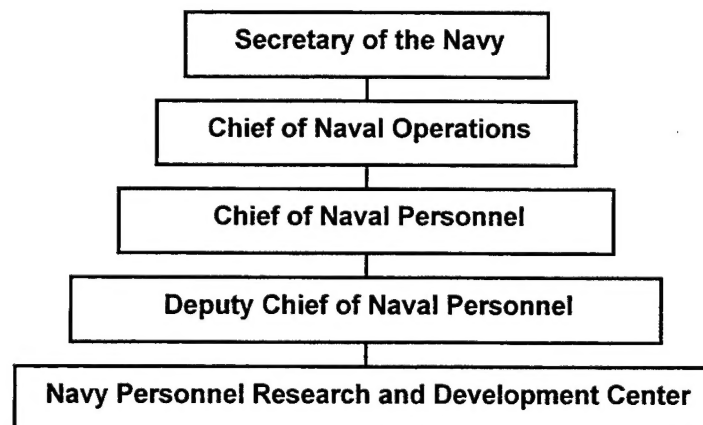 Secretary of the Navy
Chief of Naval Operations
Chief of Naval Personnel
Deputy Chief of Naval Personnel
Navy Personnel Research and Development Center